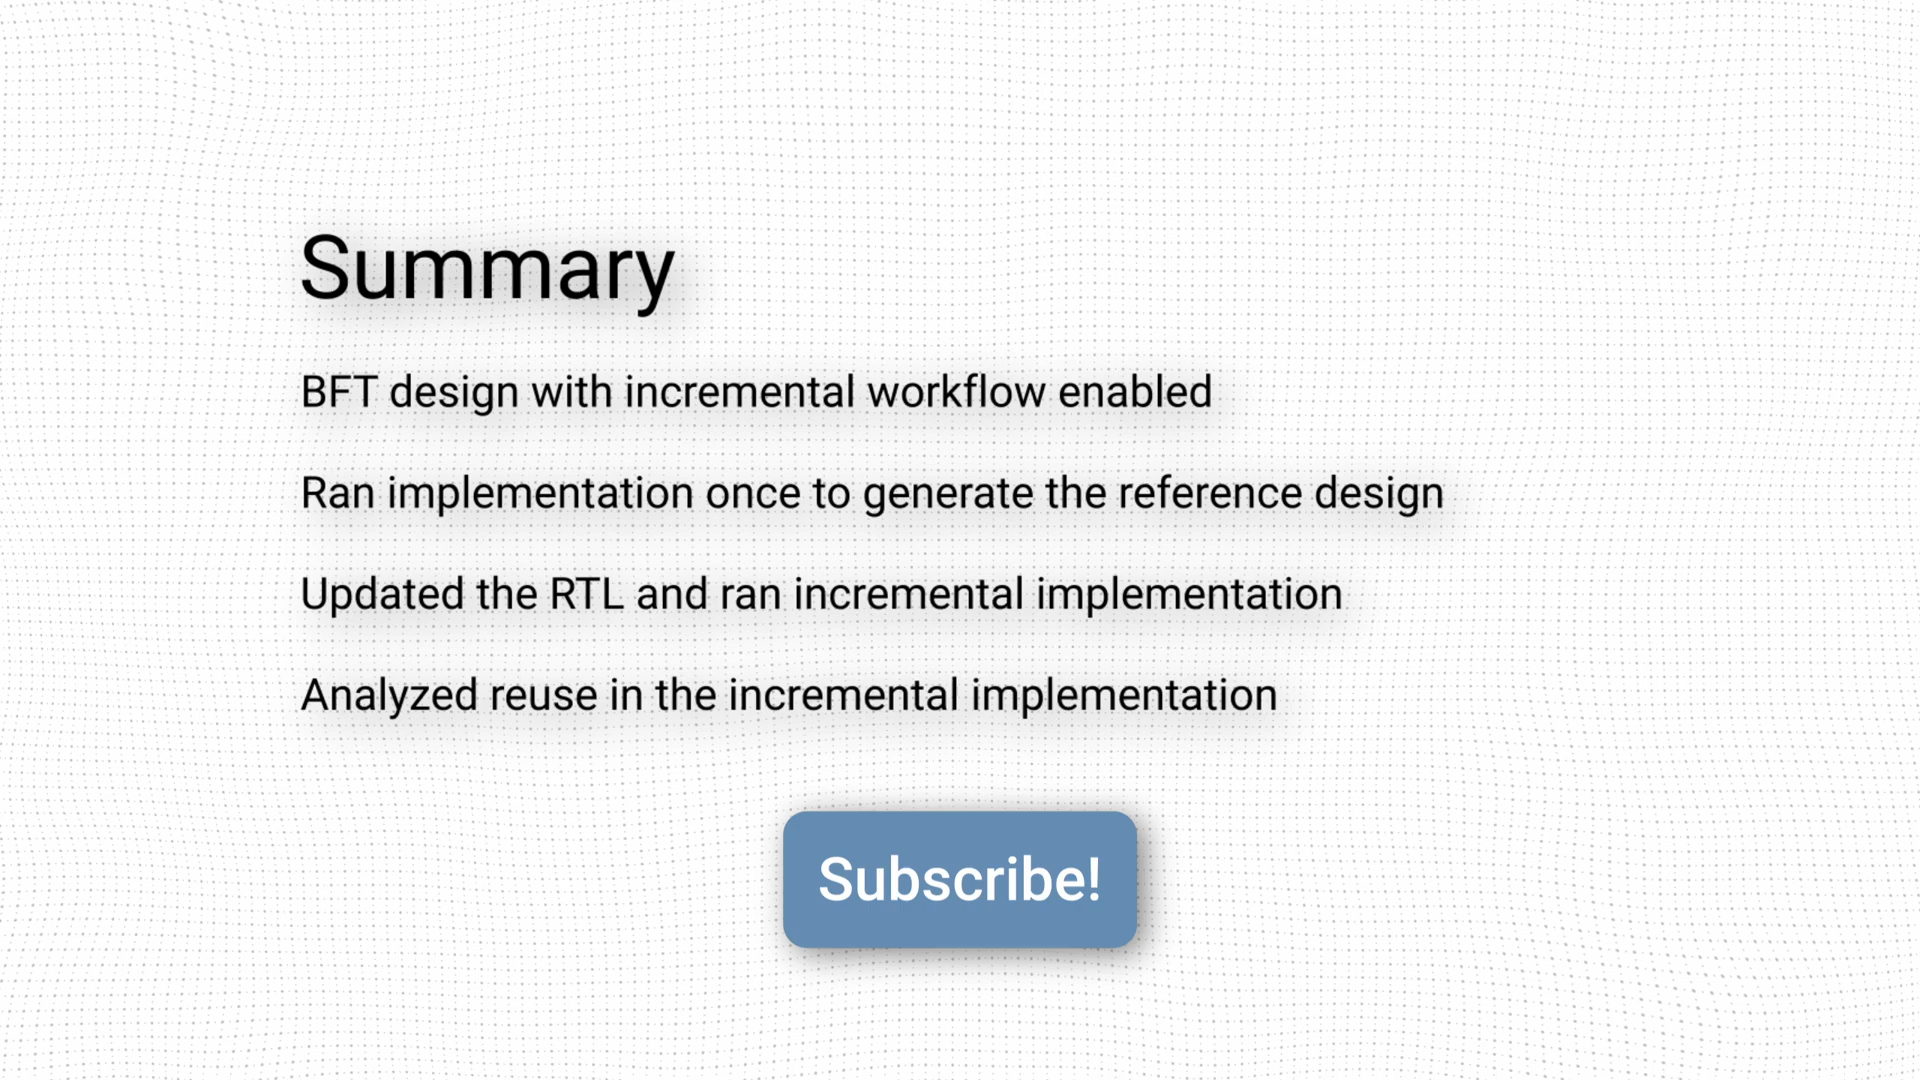 Summary
BFT design with incremental workflow enabled
Ran implementation once to generate the reference design
Updated the RTL and ran incremental implementation
Analyzed reuse in the incremental implementation
Subscribe!